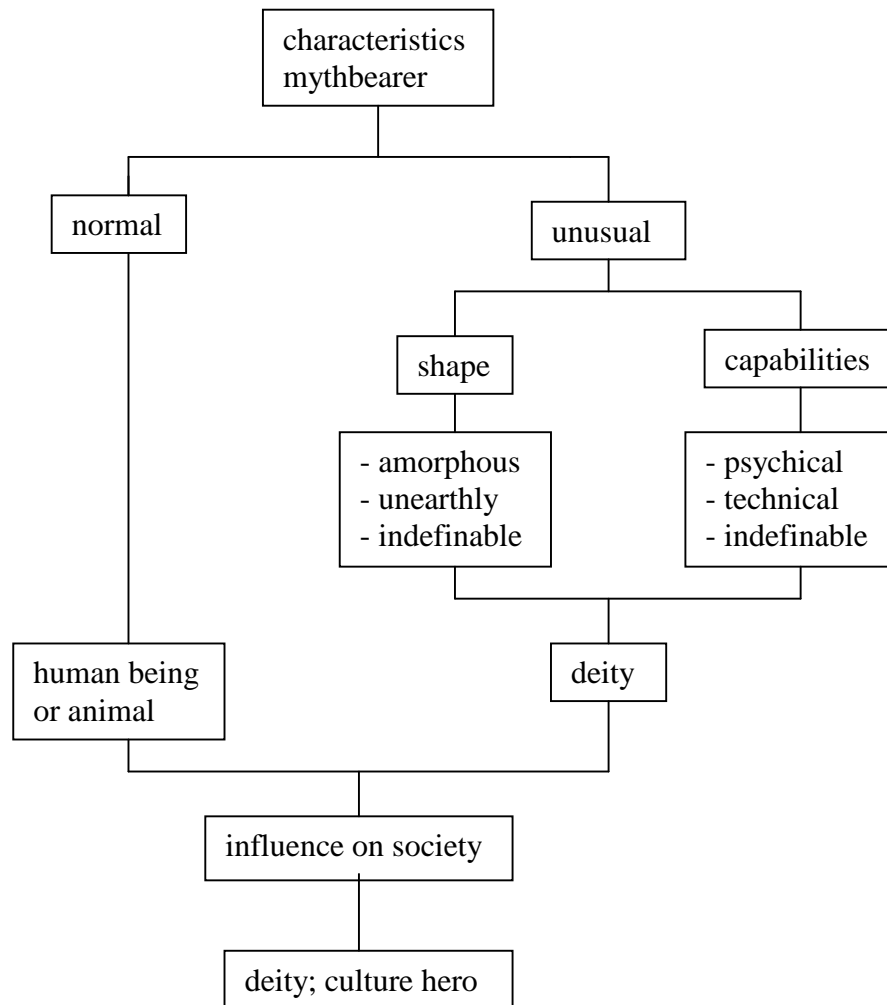 characteristics
mythbearer
normal
unusual
shape
capabilities
- amorphous
- unearthly
- indefinable
- psychical
- technical
- indefinable
human being
or animal
deity
influence on society
deity; culture hero